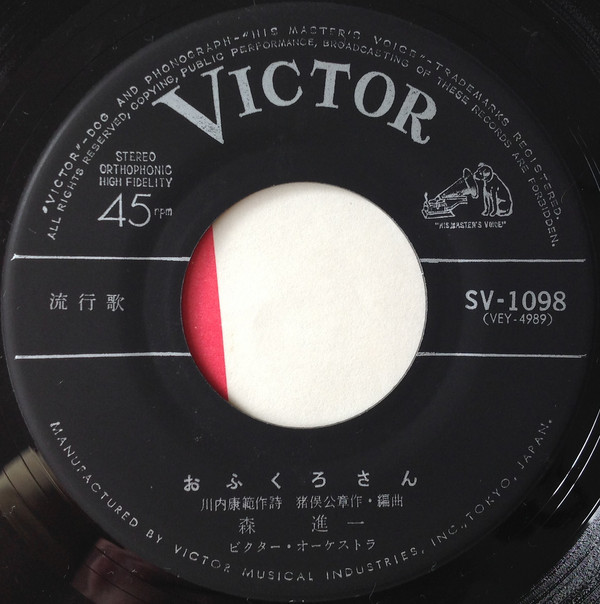 "VICTOR"-DOG AND PHONOGRAPH-"HIS MASTER'S VOICE"-TRADEMARKS REGISTERED.
ALL RIGHTS RESERVED, COPYING, PUBLIC PERFORMANCE, BROADCASTING OF THESE RECORDS ARE FORBIDDEN.
VICTOR
STEREO
ORTHOPHONIC
HIGH FIDELITY
45 rpm
"HIS MASTER'S VOICE"
流行歌
SV-1098
(VEY-4989)
おふくろさん
川内康範作詩 猪俣公章作・編曲
森 進一
ビクター・オーケストラ
MANUFACTURED BY VICTOR MUSICAL INDUSTRIES, INC., TOKYO, JAPAN.